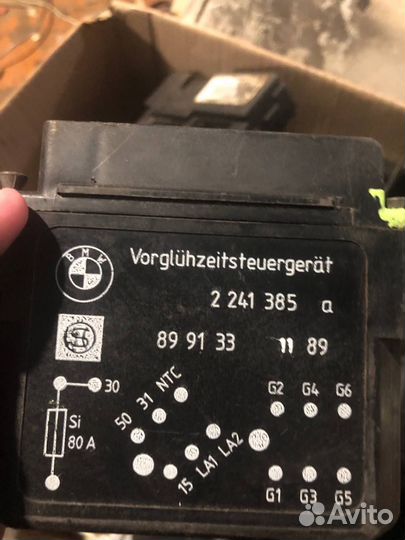 BMW
Vorglühzeitsteuergerät
2 241 385 a
89 91 33 11 89
30
Si
80 A
50 31 NTC
15 LA1 LA2
G2 G4 G6
G1 G3 G5
Avito